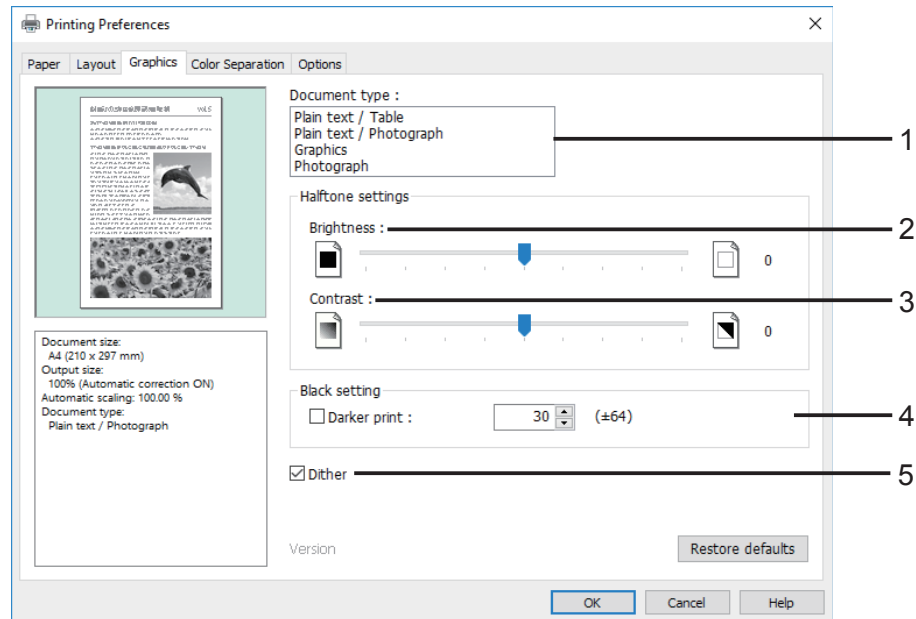 Printing Preferences
Paper Layout Graphics Color Separation Options
Document type :
Plain text / Table
Plain text / Photograph
Graphics
Photograph
1
Halftone settings
Brightness :
2
0
Contrast :
3
0
Black setting
Darker print : 30 (±64)
4
Dither
5
Vol.5
Document size:
A4 (210 x 297 mm)
Output size:
100% (Automatic correction ON)
Automatic scaling: 100.00 %
Document type:
Plain text / Photograph
Version
Restore defaults
OK Cancel Help